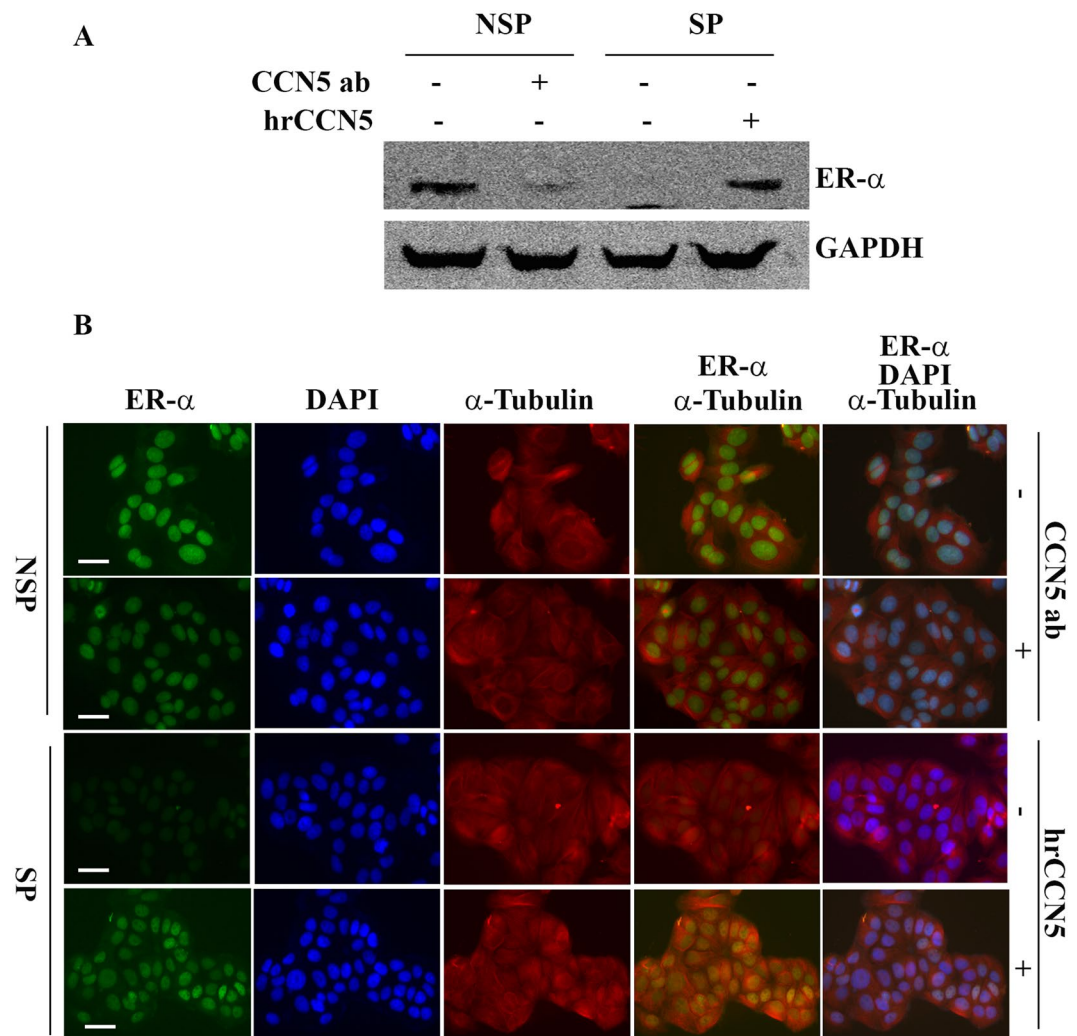 A
NSP SP
CCN5 ab - + - -
hrCCN5 - - - +
ER-α
GAPDH
B
ER-α DAPI α-Tubulin ER-α α-Tubulin ER-α DAPI α-Tubulin
NSP
-
+
CCN5 ab
SP
-
+
hrCCN5